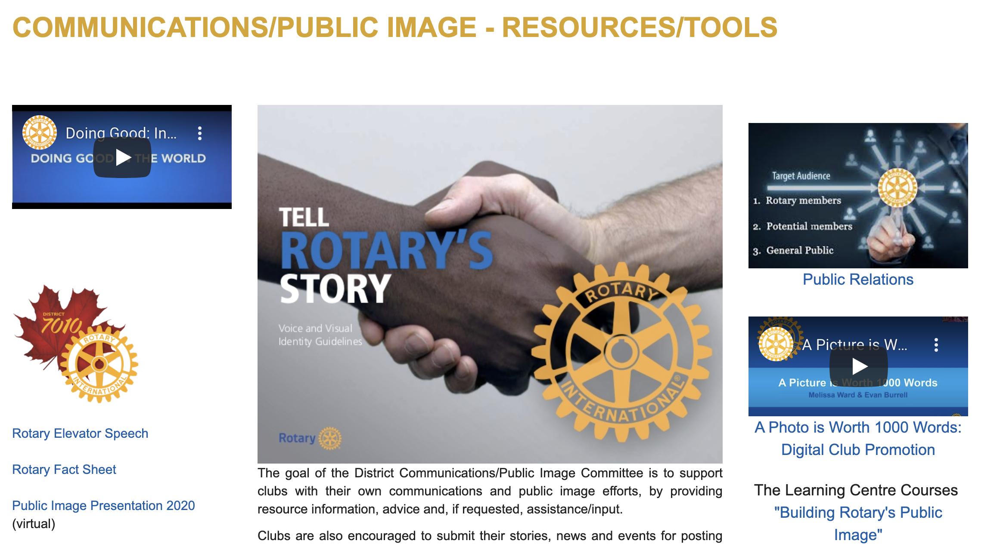 COMMUNICATIONS/PUBLIC IMAGE - RESOURCES/TOOLS
Doing Good: In...
DOING GOOD IN THE WORLD
DISTRICT
7010
ROTARY
INTERNATIONAL
Rotary Elevator Speech
Rotary Fact Sheet
Public Image Presentation 2020
(virtual)
TELL
ROTARY'S
STORY
Voice and Visual
Identity Guidelines
Rotary
ROTARY
INTERNATIONAL®
The goal of the District Communications/Public Image Committee is to support
clubs with their own communications and public image efforts, by providing
resource information, advice and, if requested, assistance/input.
Clubs are also encouraged to submit their stories, news and events for posting
Target Audience
1. Rotary members
2. Potential members
3. General Public
Public Relations
A Picture is W...
A Picture is Worth 1000 Words
Melissa Ward & Evan Burrell
A Photo is Worth 1000 Words:
Digital Club Promotion
The Learning Centre Courses
"Building Rotary's Public
Image"